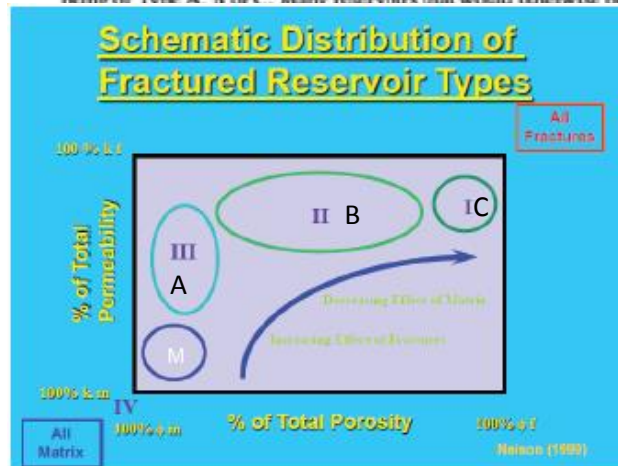 Schematic Distribution of
Fractured Reservoir Types
All
Fractures
100 % k f
% of Total
Permeability
II B
I C
III
A
Decreasing Effect of Matrix
Increasing Effect of Fractures
M
100% k m
IV
All
Matrix
100% ϕ m
% of Total Porosity
100% ϕ f
Nelson (1999)